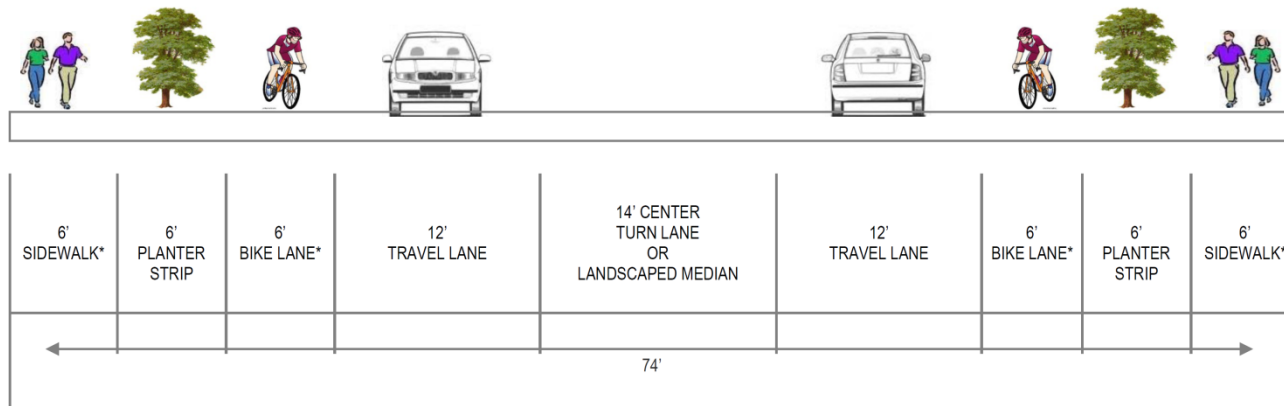 6’
SIDEWALK*
6’
PLANTER
STRIP
6’
BIKE LANE*
12’
TRAVEL LANE
14’ CENTER
TURN LANE
OR
LANDSCAPED MEDIAN
12’
TRAVEL LANE
6’
BIKE LANE*
6’
PLANTER
STRIP
6’
SIDEWALK*
74’